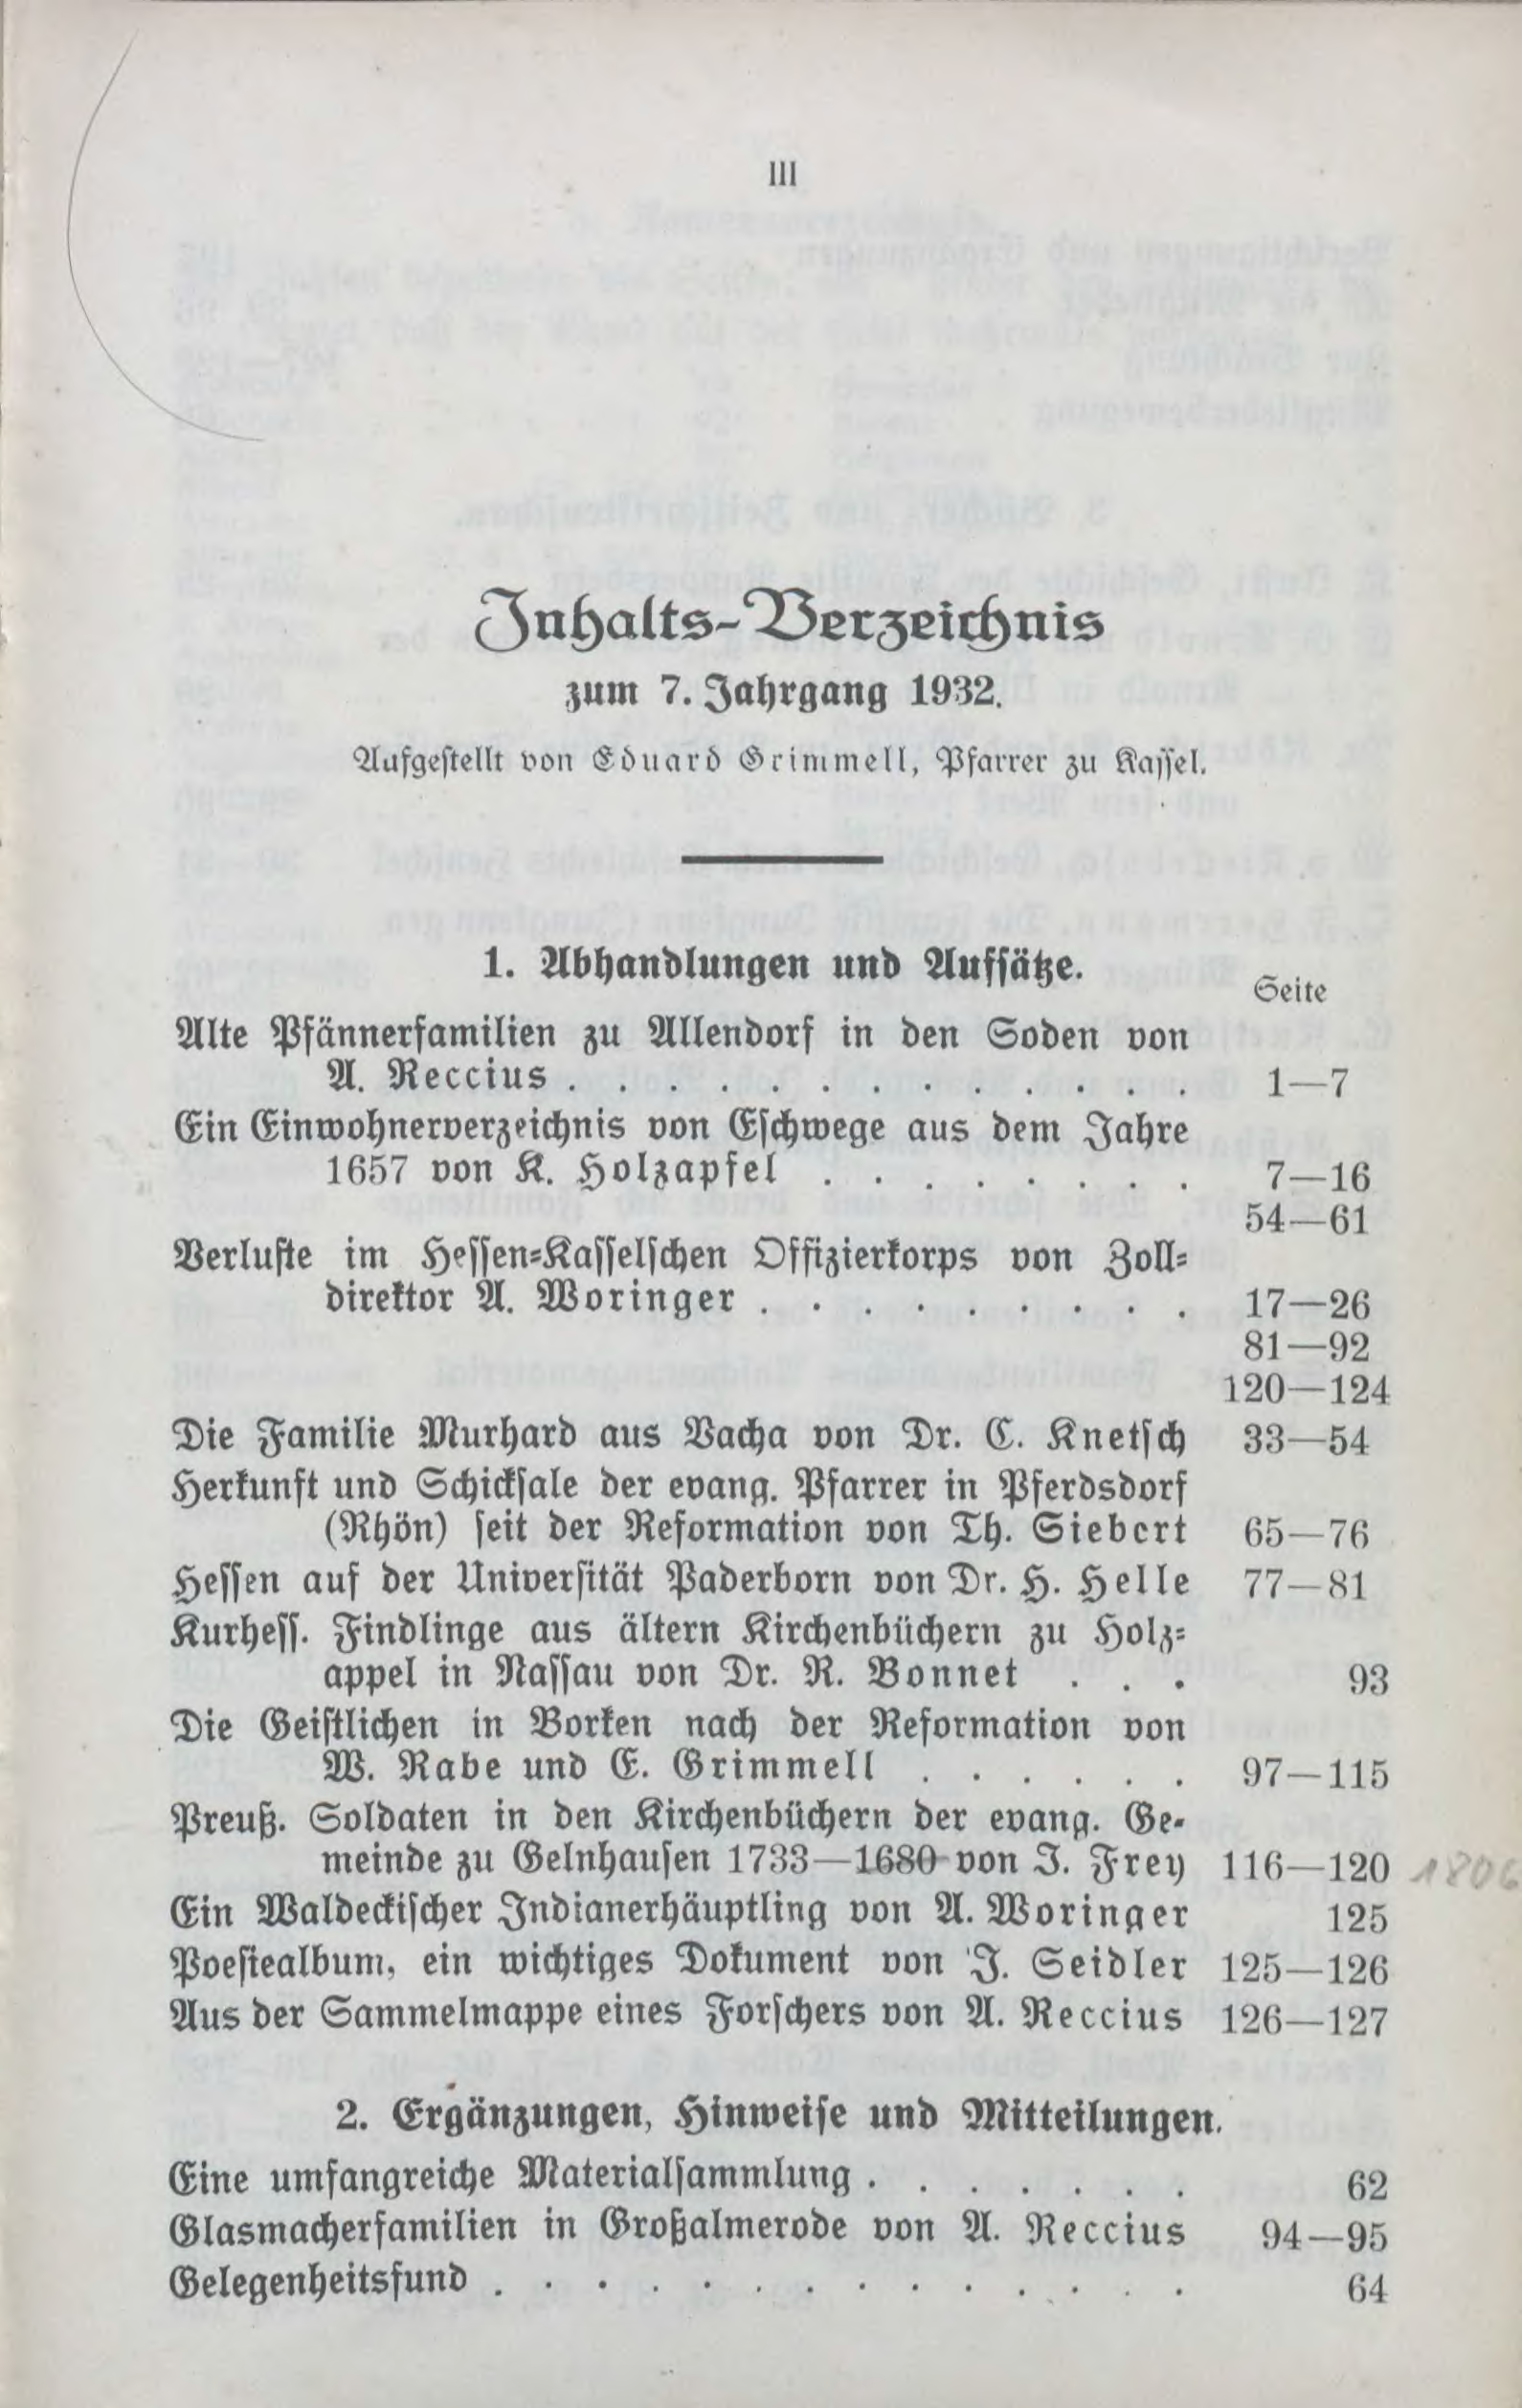 III
Inhalts-Verzeichnis
zum 7. Jahrgang 1932.
Aufgestellt von Eduard Grimmell, Pfarrer zu Kassel.
1. Abhandlungen und Aufsätze.
Seite
Alte Pfännerfamilien zu Allendorf in den Soden von
A. Reccius . . . . . . . . . . . . . 1—7
Ein Einwohnerverzeichnis von Eschwege aus dem Jahre
1657 von K. Holzapfel . . . . . . . . 7—16
54—61
Verluste im Hessen-Kasselschen Offizierkorps von Zoll-
direktor A. Woringer . . . . . . . . . 17—26
81—92
120—124
Die Familie Murhard aus Vacha von Dr. C. Knetsch 33—54
Herkunft und Schicksale der evang. Pfarrer in Pferdsdorf
(Rhön) seit der Reformation von Th. Siebert 65—76
Hessen auf der Universität Paderborn von Dr. H. Helle 77—81
Kurhess. Findlinge aus ältern Kirchenbüchern zu Holz-
appel in Nassau von Dr. R. Bonnet . . . 93
Die Geistlichen in Borken nach der Reformation von
W. Rabe und E. Grimmell . . . . . . 97—115
Preuß. Soldaten in den Kirchenbüchern der evang. Ge-
meinde zu Gelnhausen 1733—1680 von J. Frey 116—120 1806
Ein Waldeckischer Indianerhäuptling von A. Woringer 125
Poesiealbum, ein wichtiges Dokument von J. Seidler 125—126
Aus der Sammelmappe eines Forschers von A. Reccius 126—127
2. Ergänzungen, Hinweise und Mitteilungen.
Eine umfangreiche Materialsammlung . . . . . . . 62
Glasmacherfamilien in Großalmerode von A. Reccius 94—95
Gelegenheitsfund . . . . . . . . . . . . . . 64